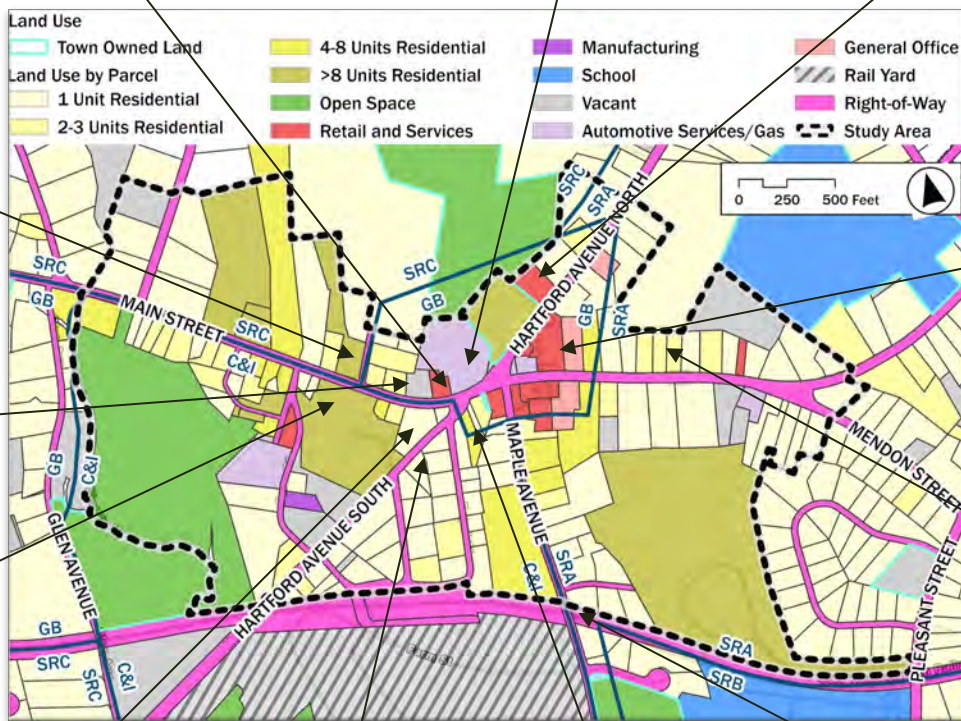 Land Use
Town Owned Land
Land Use by Parcel
1 Unit Residential
2-3 Units Residential
4-8 Units Residential
>8 Units Residential
Open Space
Retail and Services
Manufacturing
School
Vacant
Automotive Services/Gas
General Office
Rail Yard
Right-of-Way
Study Area
0 250 500 Feet
SRC
SRA
HARTFORD AVENUE NORTH
SRC
GB
SRC
GB
GB
SRA
MAIN STREET
SRC
C&I
MENDON STREET
GB
C&I
MAPLE AVENUE
HARTFORD AVENUE SOUTH
GLEN AVENUE
SRA
C&I
PLEASANT STREET
GB
SRC
SRC
C&I
SRA
SRB